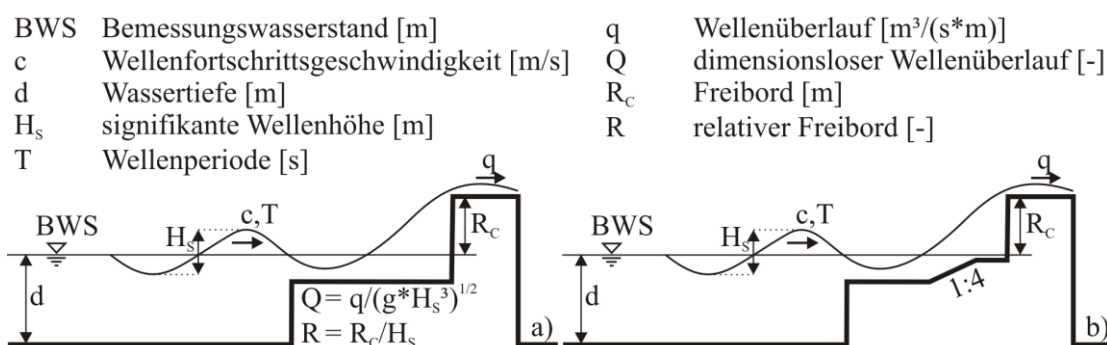 BWS Bemessungswasserstand [m]
c Wellenfortschrittsgeschwindigkeit [m/s]
d Wassertiefe [m]
H_S signifikante Wellenhöhe [m]
T Wellenperiode [s]
q Wellenüberlauf [m³/(s*m)]
Q dimensionsloser Wellenüberlauf [-]
R_C Freibord [m]
R relativer Freibord [-]
q
c,T
BWS
H_S
R_C
d
Q = q/(g*H_S³)^1/2
R = R_C/H_S
a)
q
c,T
BWS
H_S
R_C
d
1:4
b)